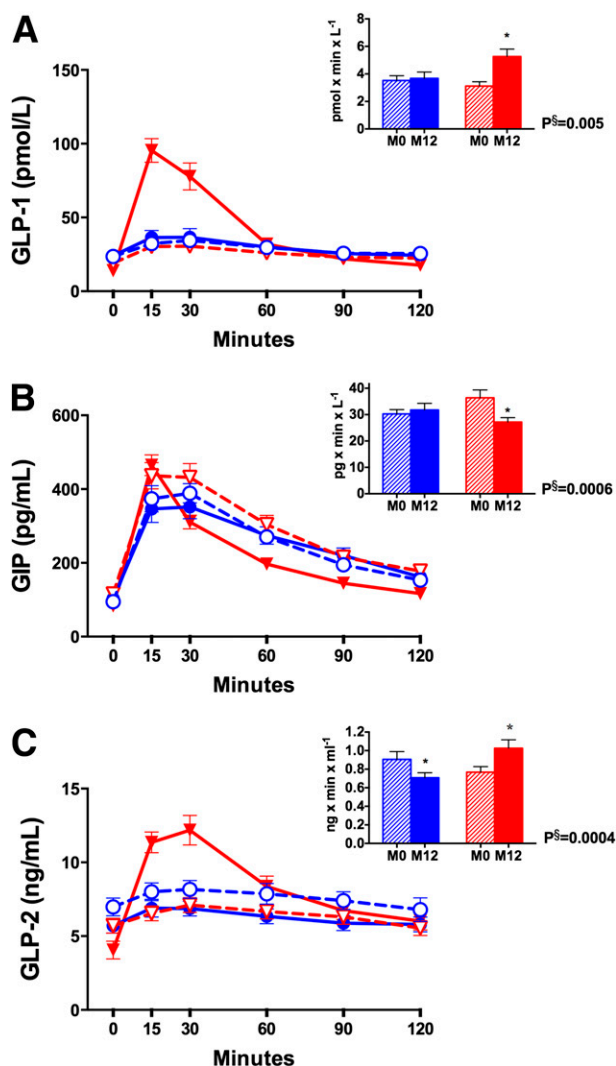 A
GLP-1 (pmol/L)
150
100
50
0
0 15 30 60 90 120
Minutes
pmol x min x L-1
8
6
4
2
0
*
M0 M12 M0 M12
P§=0.005
B
GIP (pg/mL)
600
400
200
0
0 15 30 60 90 120
Minutes
pg x min x L-1
40
30
20
10
0
*
M0 M12 M0 M12
P§=0.0006
C
GLP-2 (ng/mL)
15
10
5
0
0 15 30 60 90 120
Minutes
ng x min x ml-1
1.2
1.0
0.8
0.6
0.4
0.2
0.0
* *
M0 M12 M0 M12
P§=0.0004